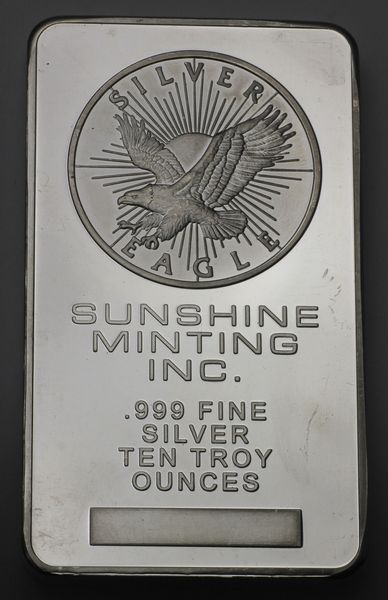 SILVER
EAGLE
SUNSHINE
MINTING
INC.
.999 FINE
SILVER
TEN TROY
OUNCES